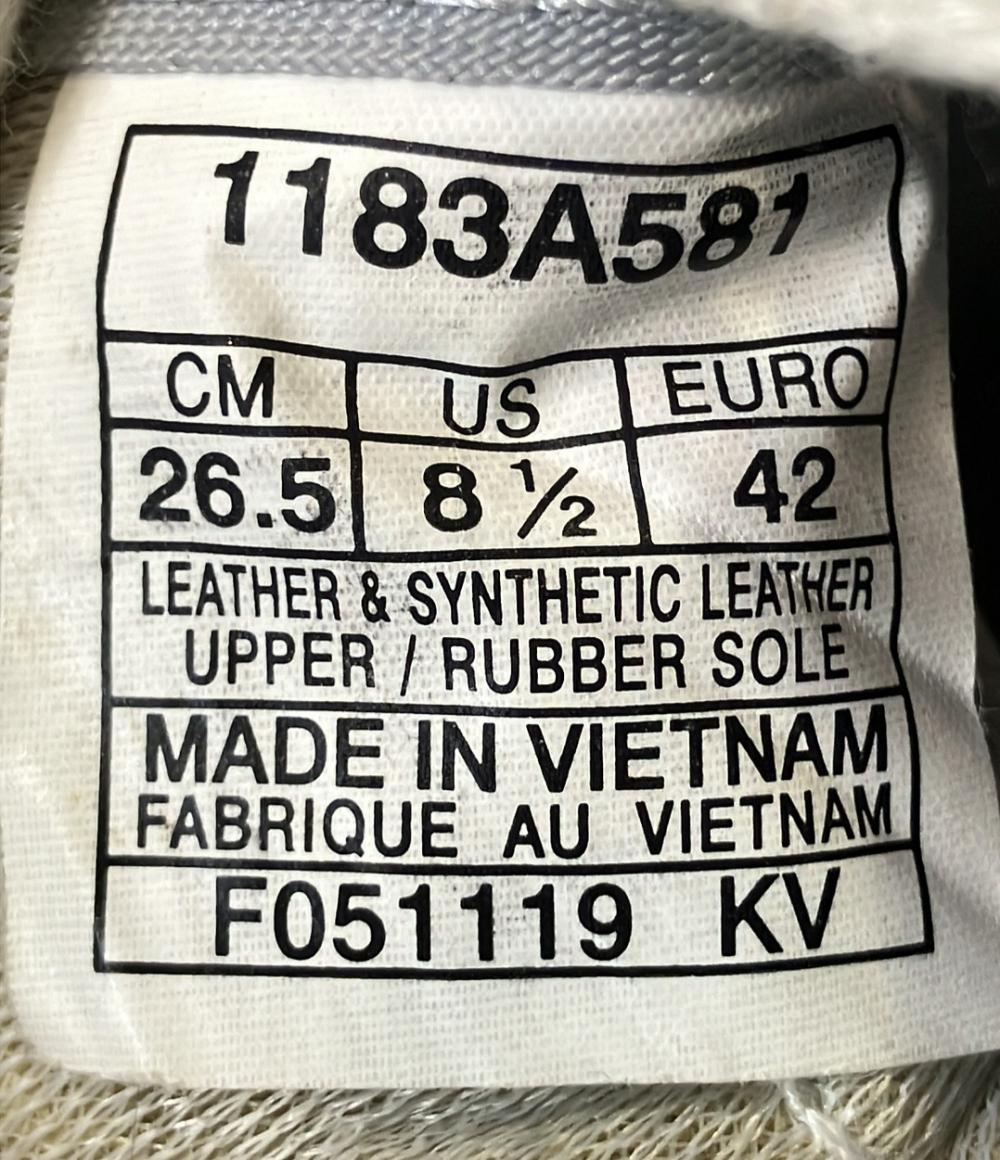 1183A581
CM US EURO
26.5 8 ½ 42
LEATHER & SYNTHETIC LEATHER
UPPER / RUBBER SOLE
MADE IN VIETNAM
FABRIQUE AU VIETNAM
F051119 KV